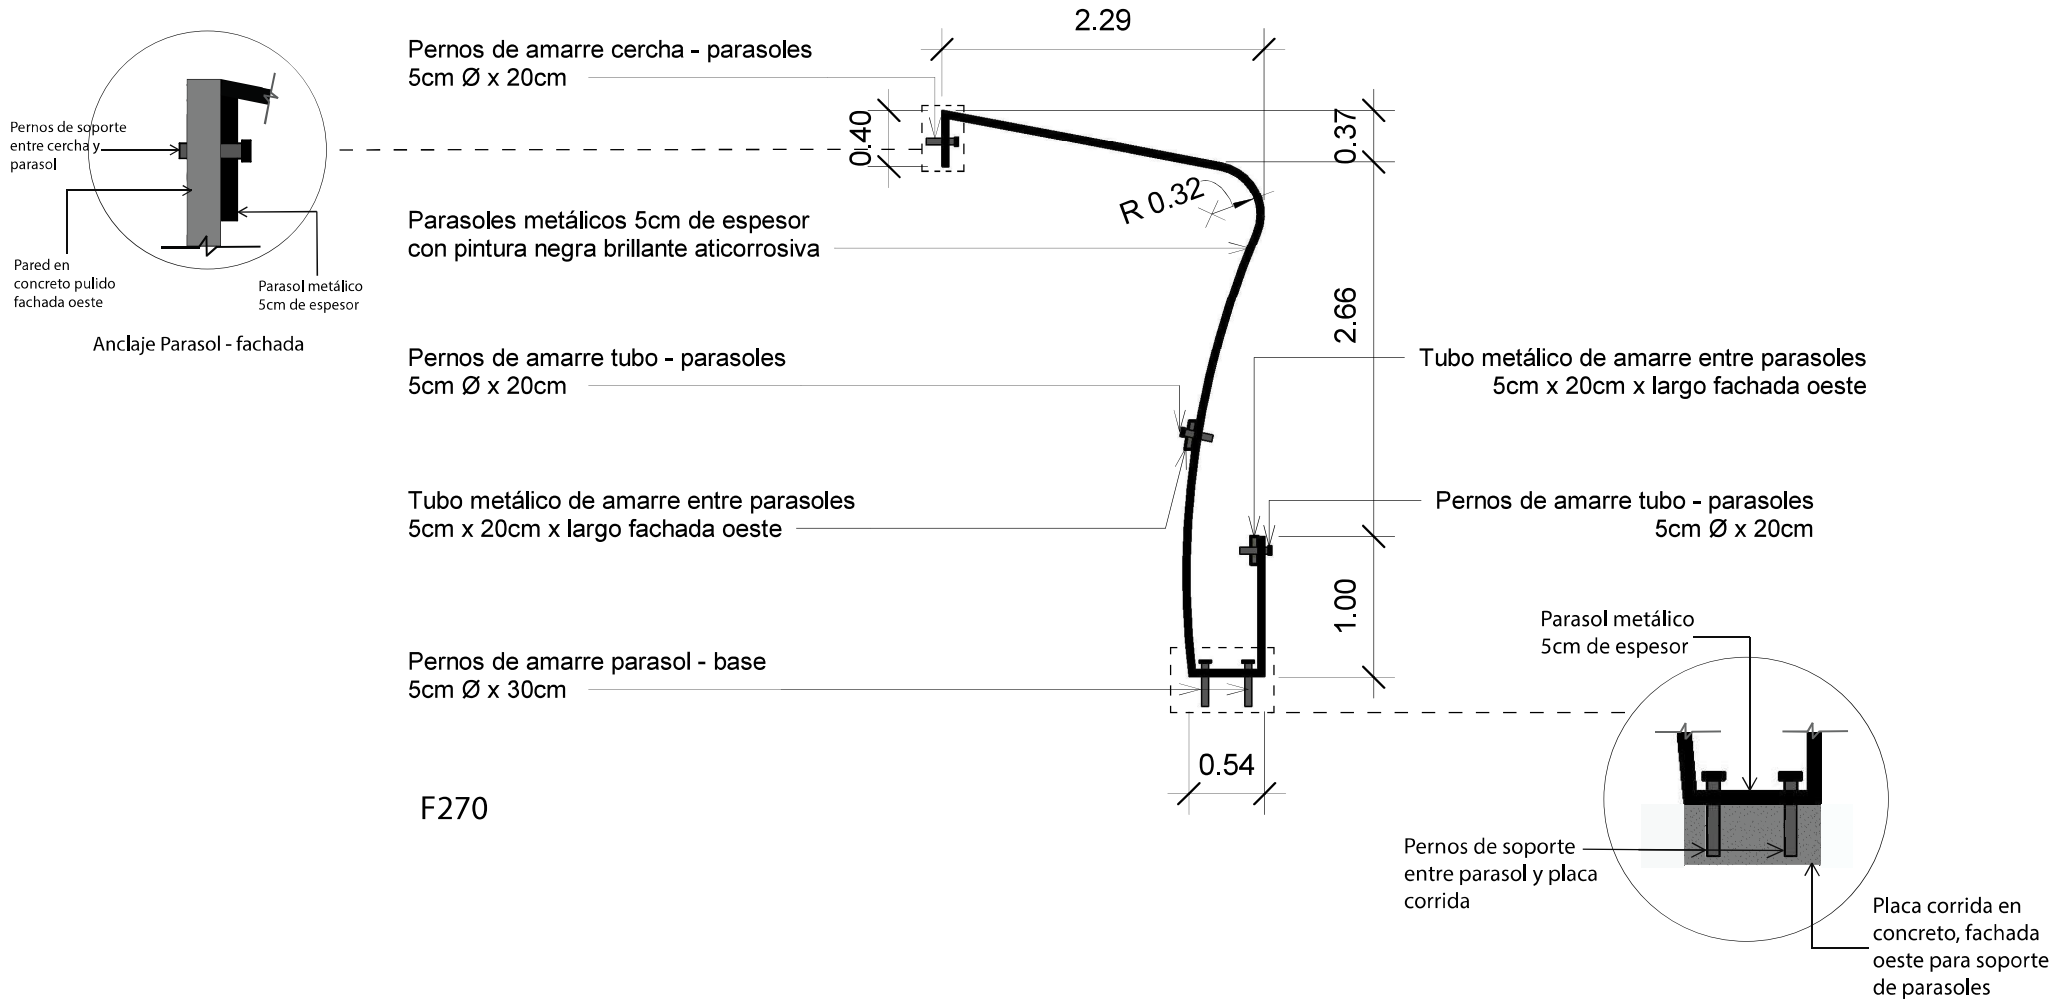 2.29
Pernos de amarre cercha - parasoles
5cm Ø x 20cm
0.40
0.37
Pernos de soporte
entre cercha y
parasol
R 0.32
Parasoles metálicos 5cm de espesor
con pintura negra brillante aticorrosiva
Pared en
concreto pulido
fachada oeste
Parasol metálico
5cm de espesor
Anclaje Parasol - fachada
2.66
Pernos de amarre tubo - parasoles
5cm Ø x 20cm
Tubo metálico de amarre entre parasoles
5cm x 20cm x largo fachada oeste
Tubo metálico de amarre entre parasoles
5cm x 20cm x largo fachada oeste
Pernos de amarre tubo - parasoles
5cm Ø x 20cm
1.00
Parasol metálico
5cm de espesor
Pernos de amarre parasol - base
5cm Ø x 30cm
0.54
F270
Pernos de soporte
entre parasol y placa
corrida
Placa corrida en
concreto, fachada
oeste para soporte
de parasoles